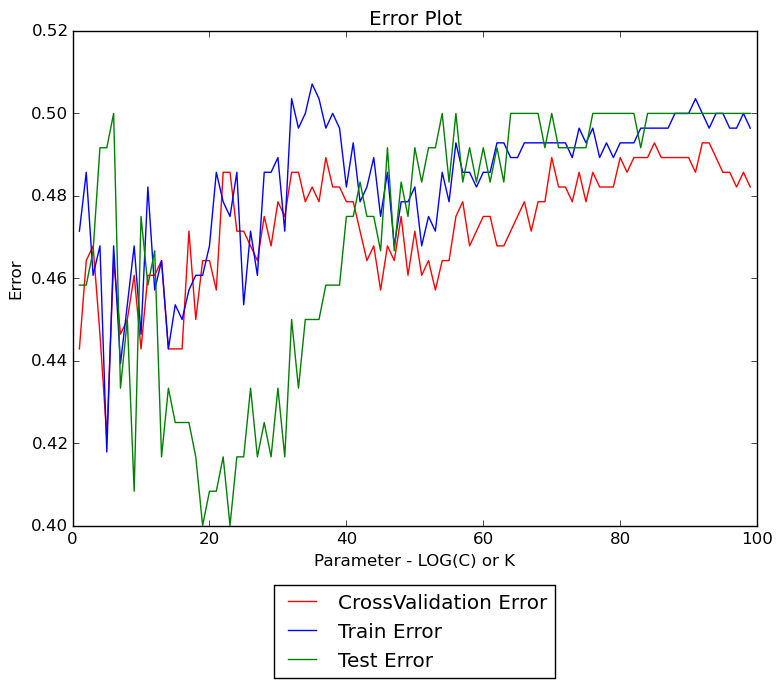 Error Plot
0.52
0.50
0.48
0.46
0.44
0.42
0.40
Error
0 20 40 60 80 100
Parameter - LOG(C) or K
CrossValidation Error
Train Error
Test Error